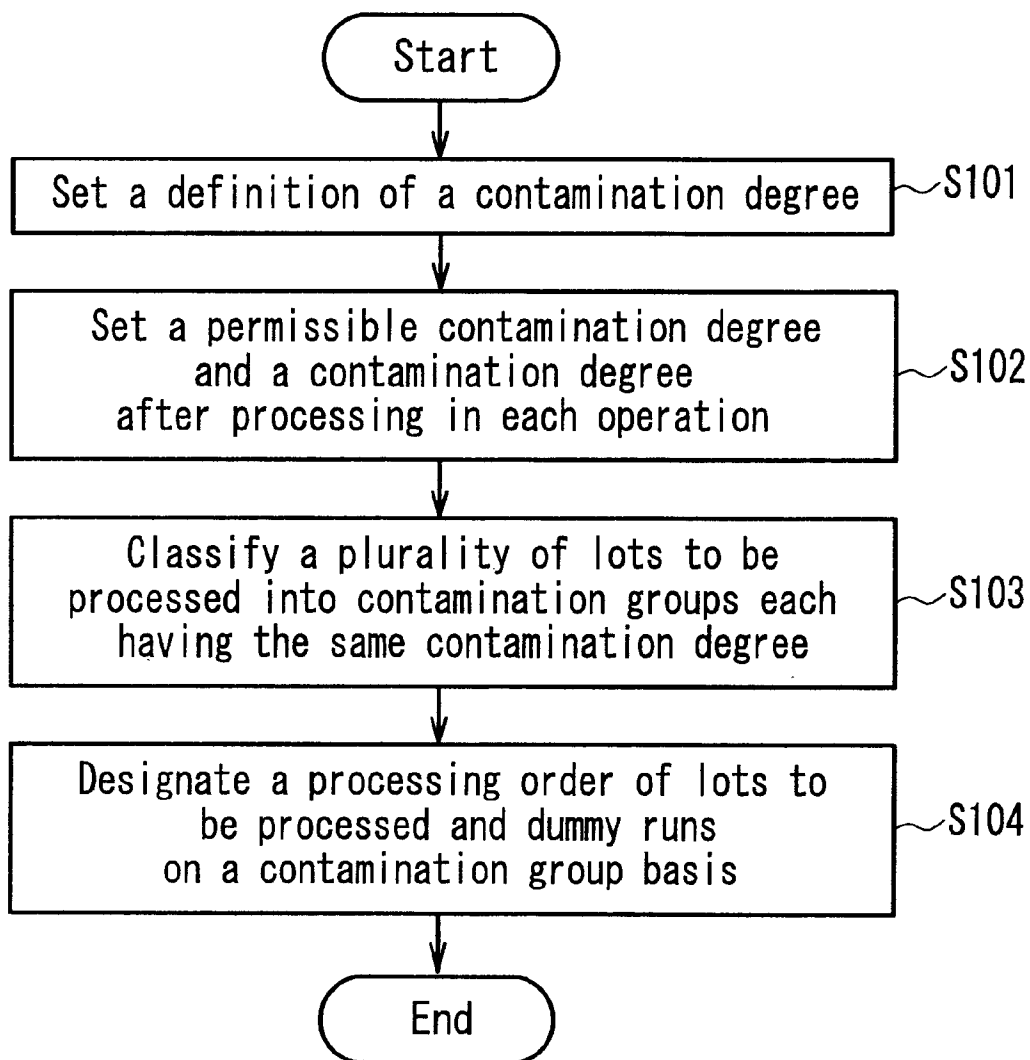 Start
Set a definition of a contamination degree
S101
Set a permissible contamination degree
and a contamination degree
after processing in each operation
S102
Classify a plurality of lots to be
processed into contamination groups each
having the same contamination degree
S103
Designate a processing order of lots to
be processed and dummy runs
on a contamination group basis
S104
End